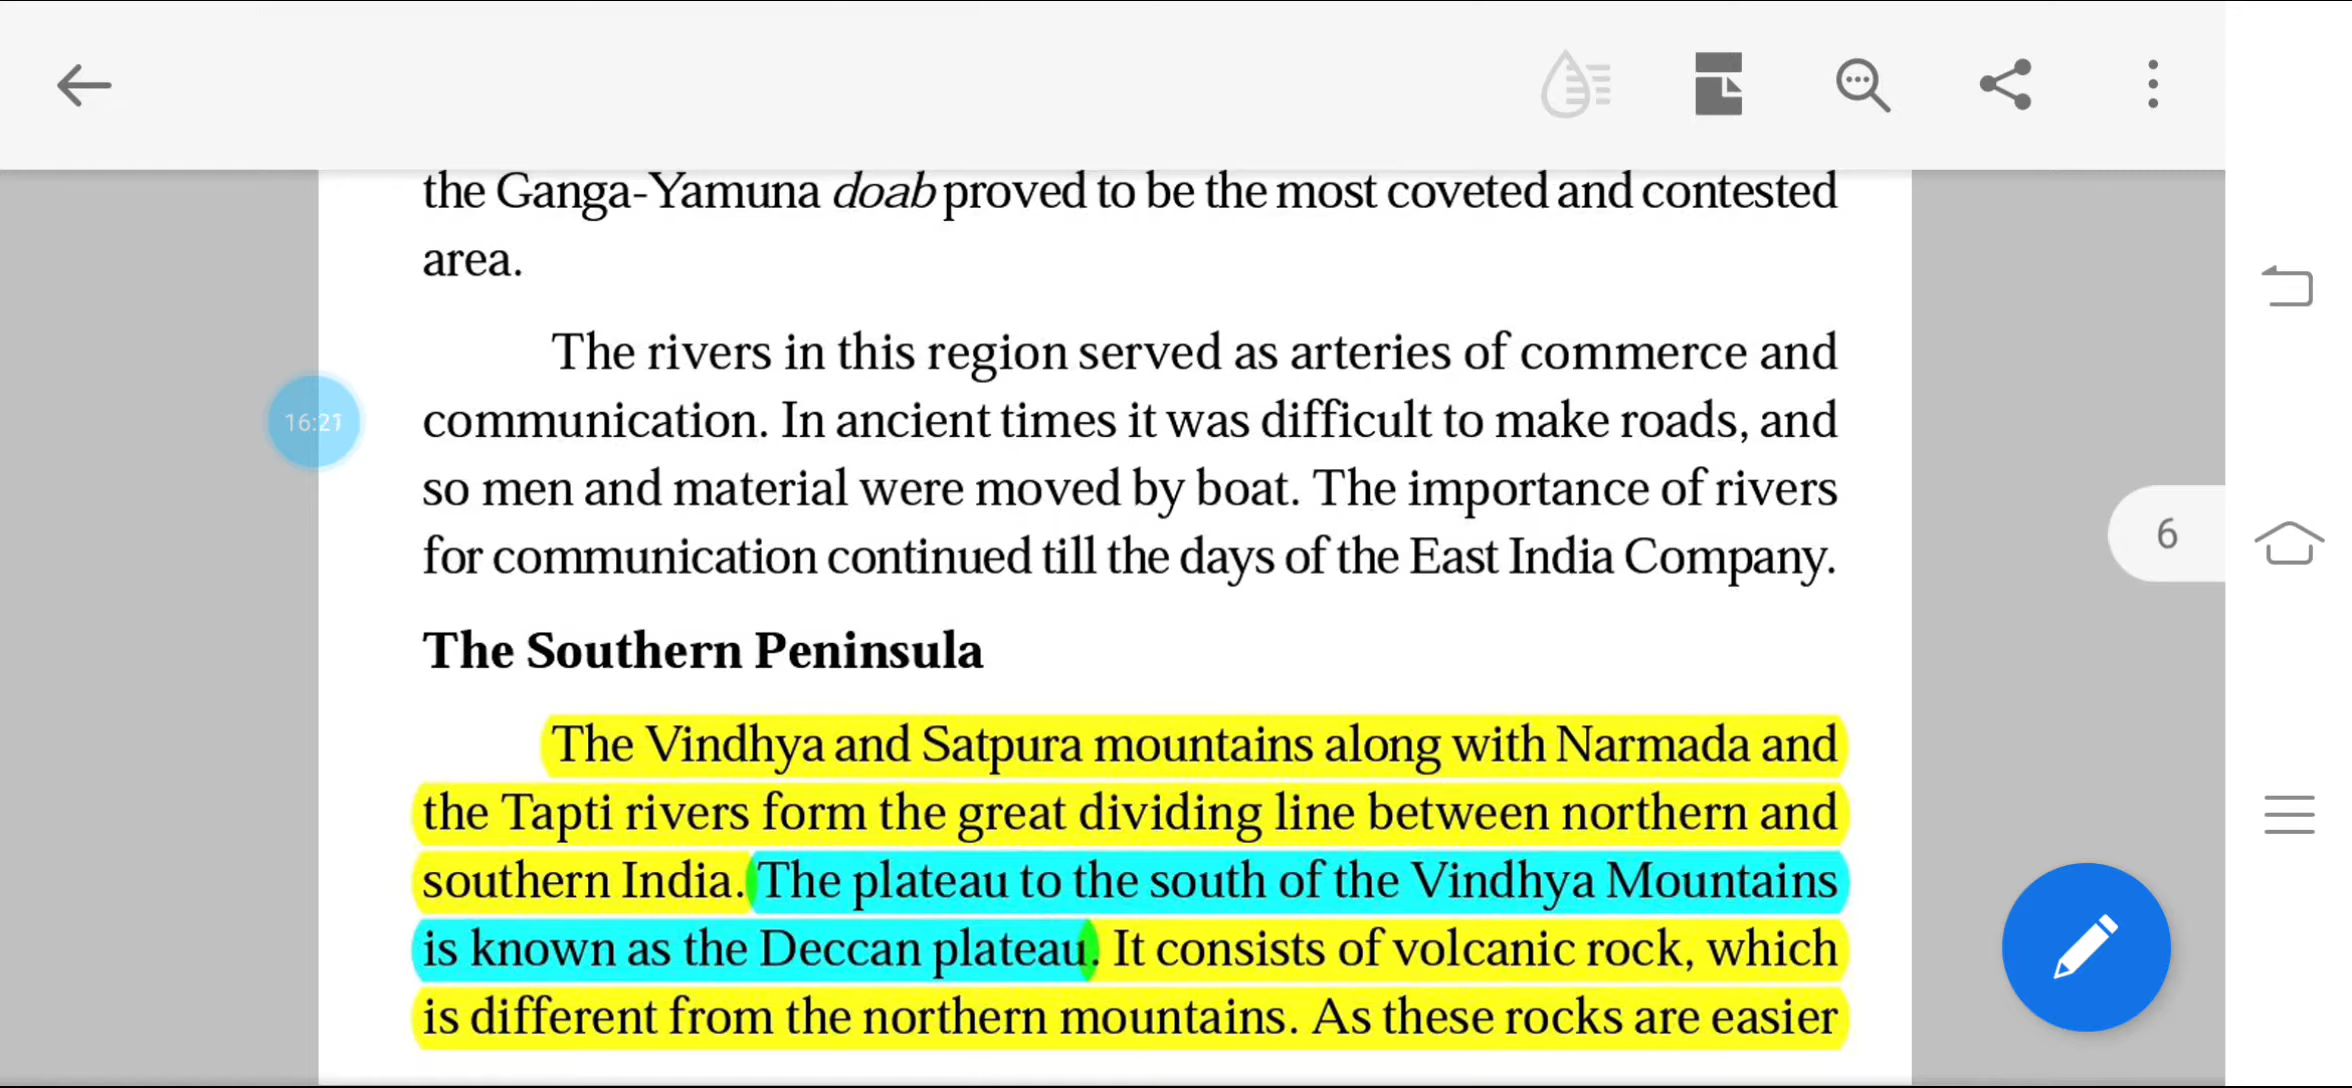 the Ganga-Yamuna doab proved to be the most coveted and contested
area.
The rivers in this region served as arteries of commerce and
communication. In ancient times it was difficult to make roads, and
so men and material were moved by boat. The importance of rivers
for communication continued till the days of the East India Company.
The Southern Peninsula
The Vindhya and Satpura mountains along with Narmada and
the Tapti rivers form the great dividing line between northern and
southern India. The plateau to the south of the Vindhya Mountains
is known as the Deccan plateau. It consists of volcanic rock, which
is different from the northern mountains. As these rocks are easier
16:21
6